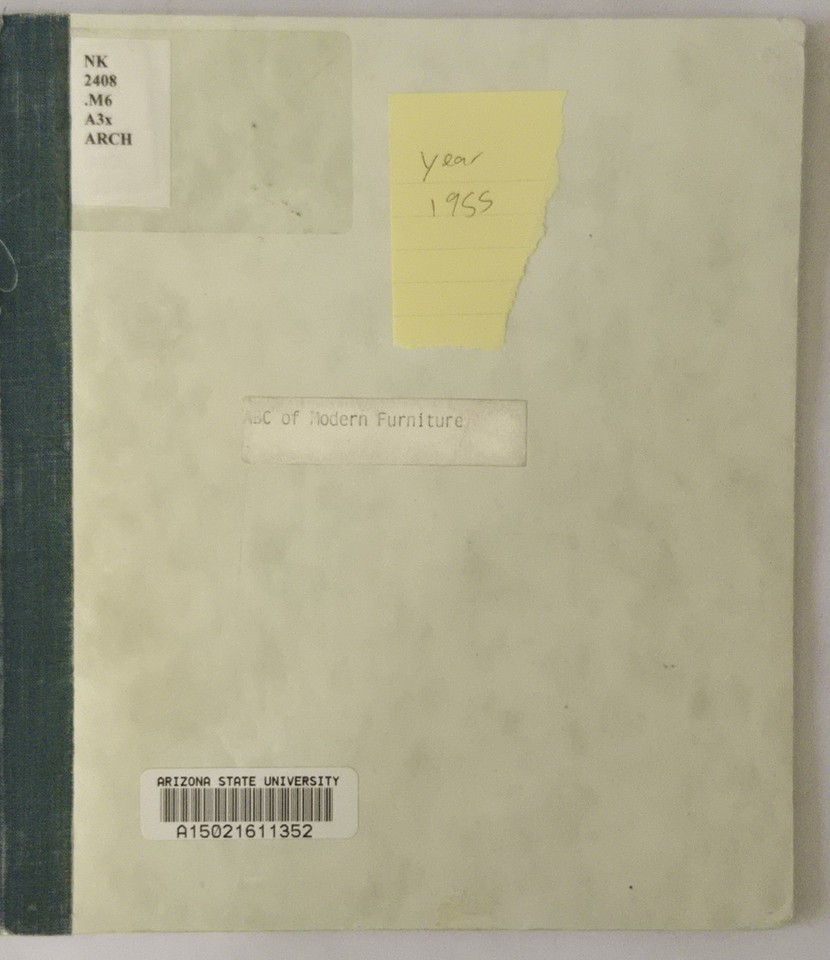 NK
2408
.M6
A3x
ARCH
year
1955
ABC of Modern Furniture
ARIZONA STATE UNIVERSITY
A15021611352